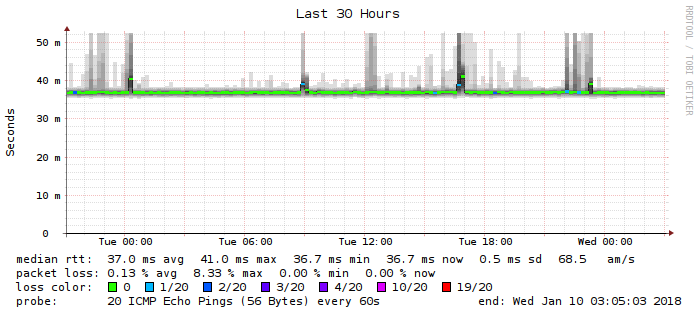 Last 30 Hours
RRDTOOL / TOBI OETIKER
Seconds
50 m
40 m
30 m
20 m
10 m
0
Tue 00:00 Tue 06:00 Tue 12:00 Tue 18:00 Wed 00:00
median rtt: 37.0 ms avg 41.0 ms max 36.7 ms min 36.7 ms now 0.5 ms sd 68.5 am/s
packet loss: 0.13 % avg 8.33 % max 0.00 % min 0.00 % now
loss color: 0 1/20 2/20 3/20 4/20 10/20 19/20
probe: 20 ICMP Echo Pings (56 Bytes) every 60s end: Wed Jan 10 03:05:03 2018